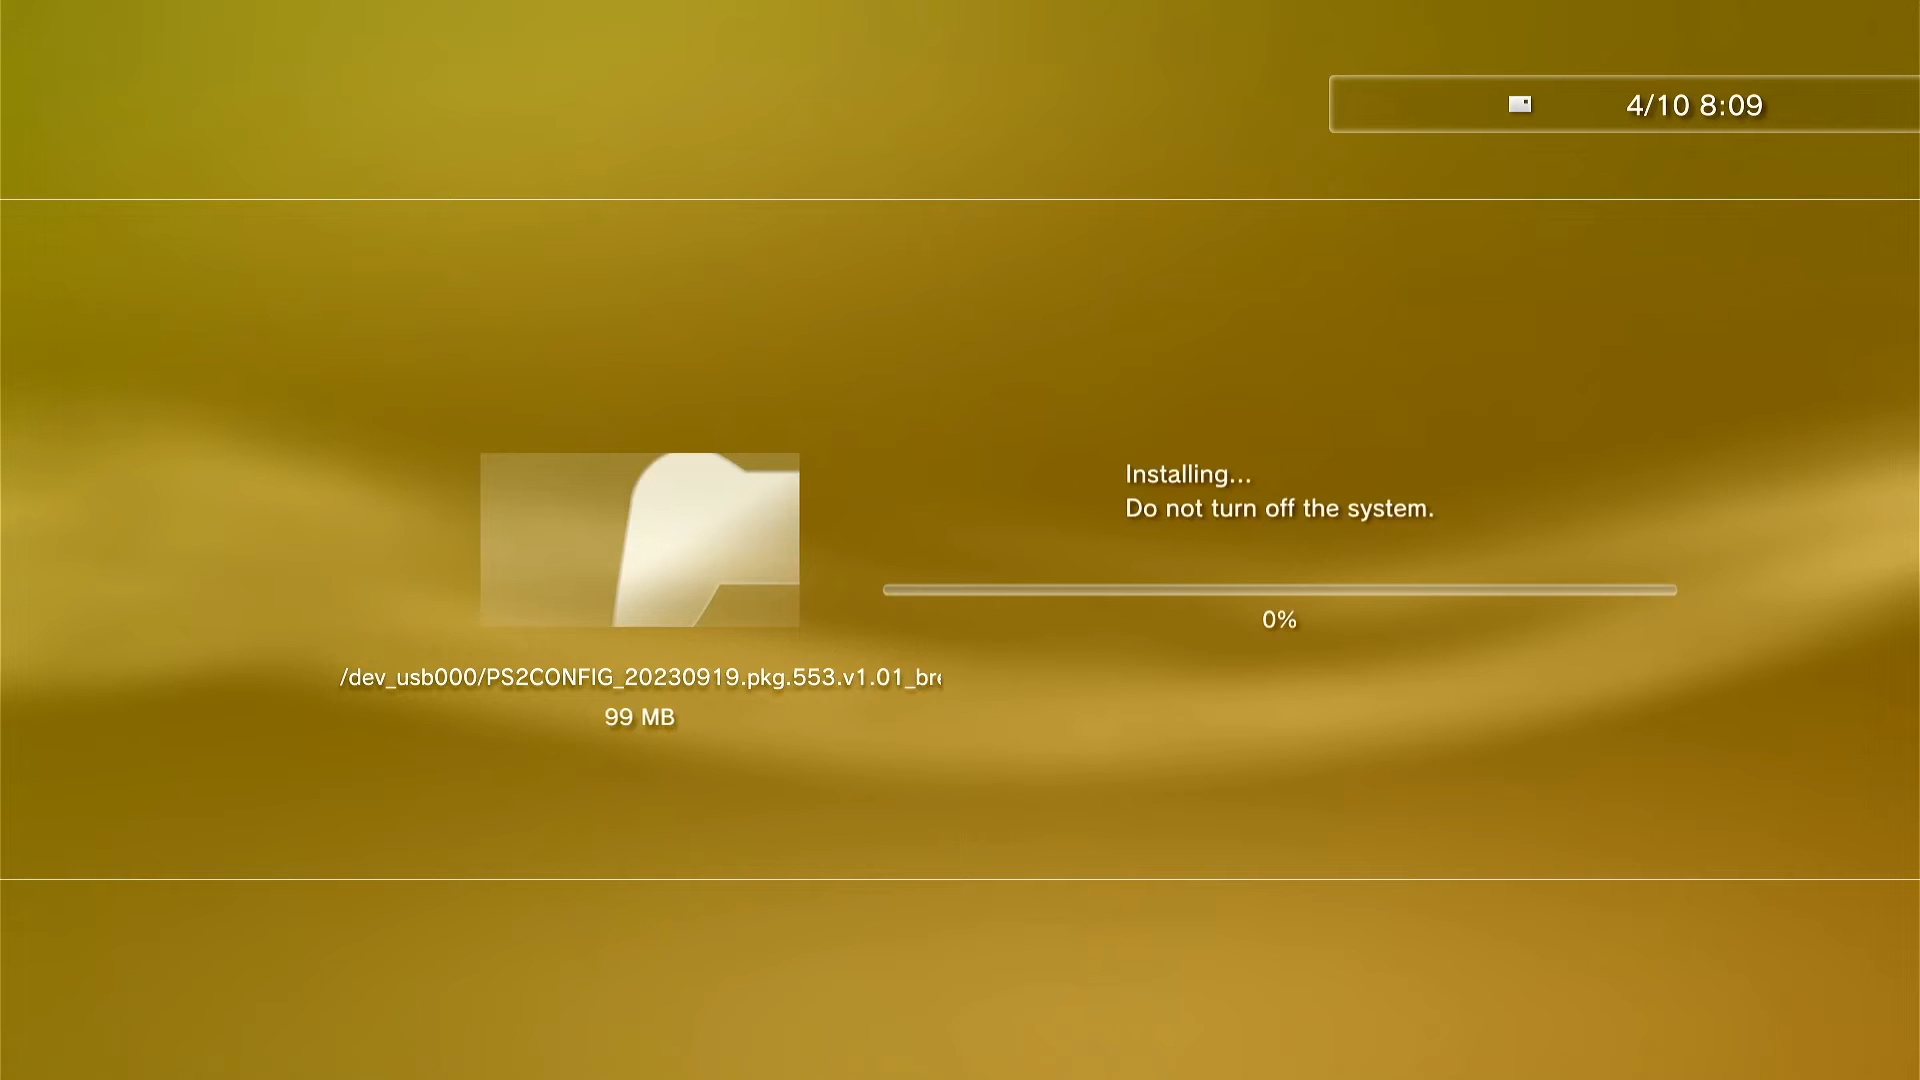 4/10 8:09
Installing...
Do not turn off the system.
0%
/dev_usb000/PS2CONFIG_20230919.pkg.553.v1.01_br
99 MB